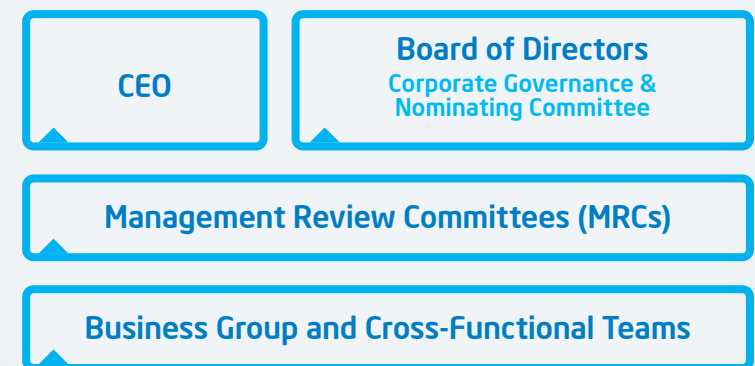 CEO
Board of Directors
Corporate Governance &
Nominating Committee
Management Review Committees (MRCs)
Business Group and Cross-Functional Teams